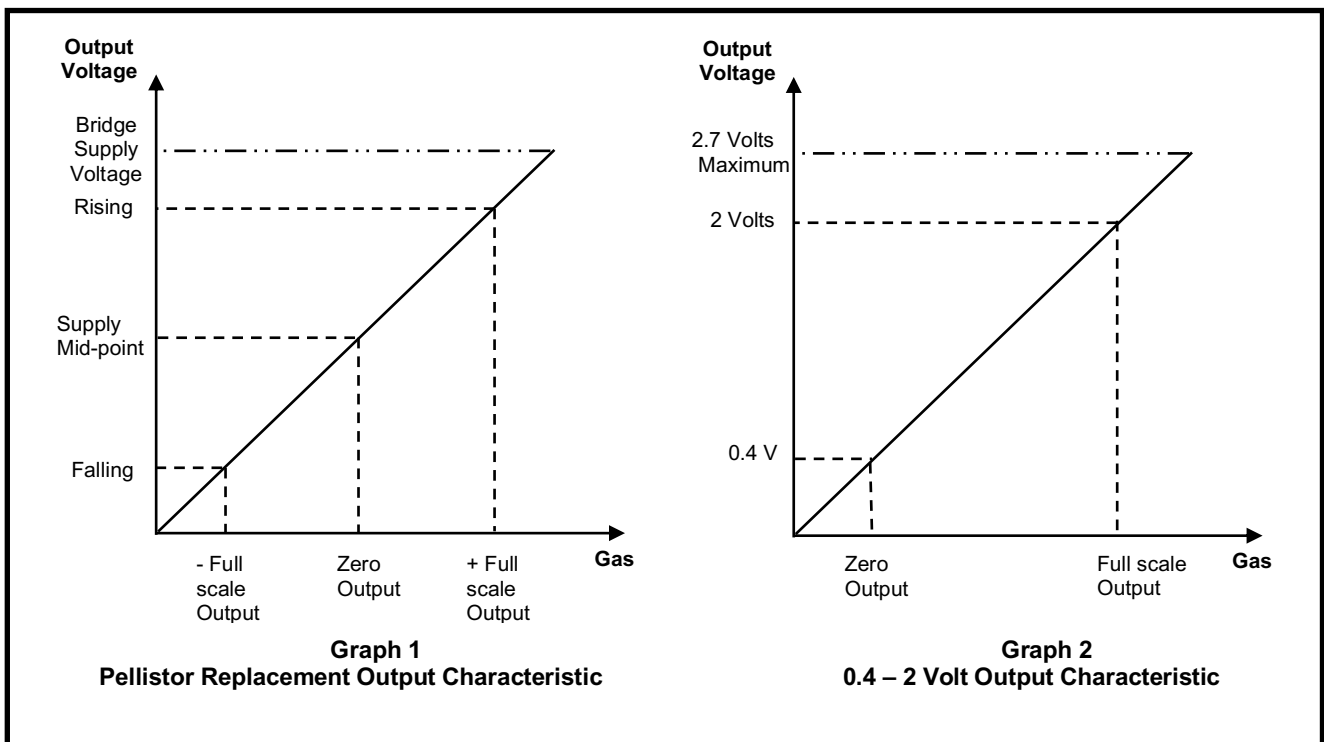 Output
Voltage
Bridge
Supply
Voltage
Rising
Supply
Mid-point
Falling
- Full
scale
Output
Zero
Output
+ Full
scale
Output
Gas
Graph 1
Pellistor Replacement Output Characteristic
Output
Voltage
2.7 Volts
Maximum
2 Volts
0.4 V
Zero
Output
Full scale
Output
Gas
Graph 2
0.4 – 2 Volt Output Characteristic